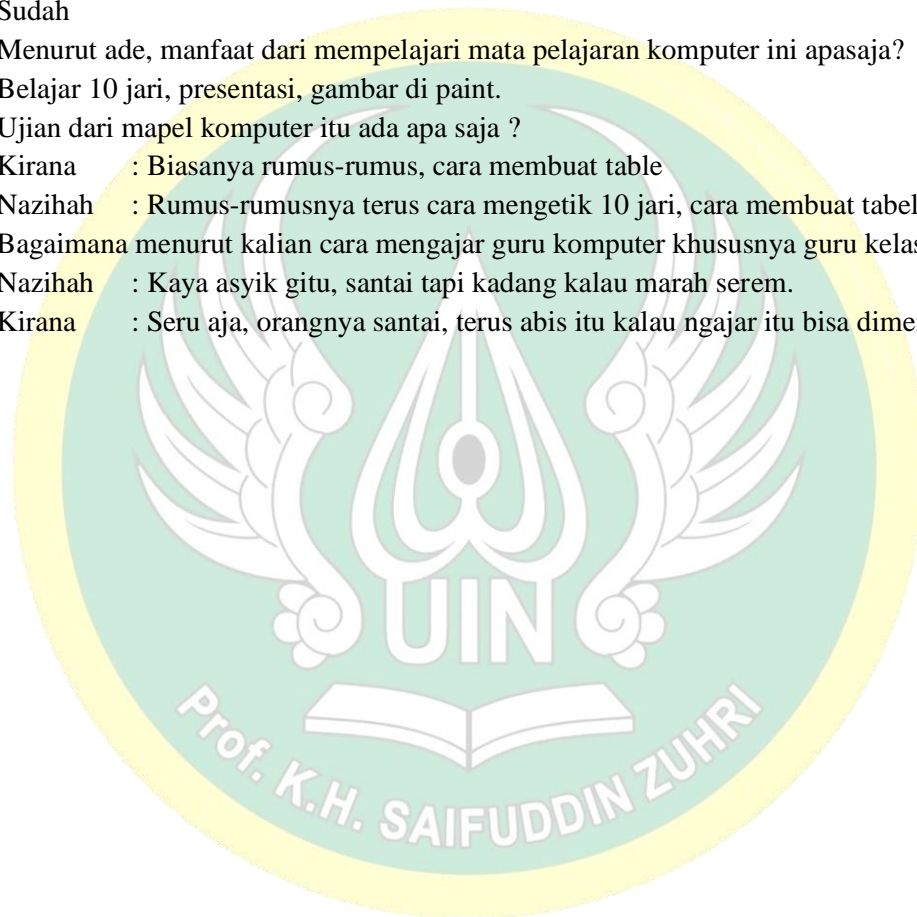 Sudah
Menurut ade, manfaat dari mempelajari mata pelajaran komputer ini apasaja?
Belajar 10 jari, presentasi, gambar di paint.
Ujian dari mapel komputer itu ada apa saja ?
Kirana : Biasanya rumus-rumus, cara membuat table
Nazihah : Rumus-rumusnya terus cara mengetik 10 jari, cara membuat tabel
Bagaimana menurut kalian cara mengajar guru komputer khususnya guru kelas
Nazihah : Kaya asyik gitu, santai tapi kadang kalau marah serem.
Kirana : Seru aja, orangnya santai, terus abis itu kalau ngajar itu bisa
UIN
Prof. K.H. SAIFUDDIN ZUHRI